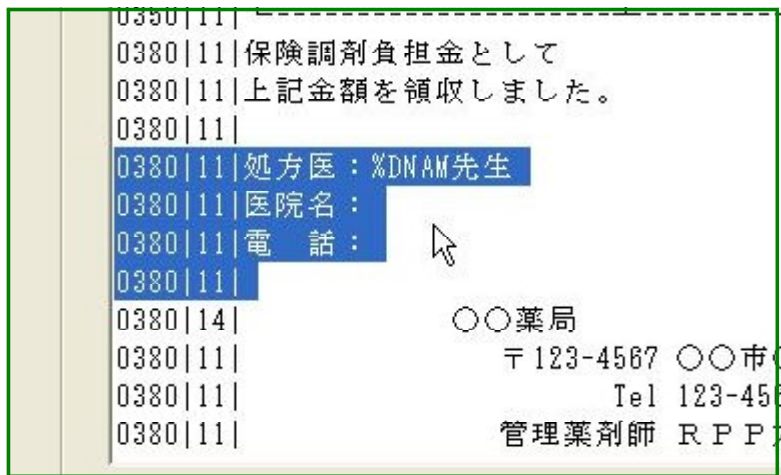 0350|11|
0380|11|保険調剤負担金として
0380|11|上記金額を領収しました。
0380|11|
0380|11|処方医：%DNAM先生
0380|11|医院名：
0380|11|電　話：
0380|11|
0380|14|　　　　　　　　○○薬局
0380|11|　　　　　　　　　　〒123-4567 ○○市
0380|11|　　　　　　　　　　　　　　Tel 123-456
0380|11|　　　　　　　　　　管理薬剤師 ＲＰＰ